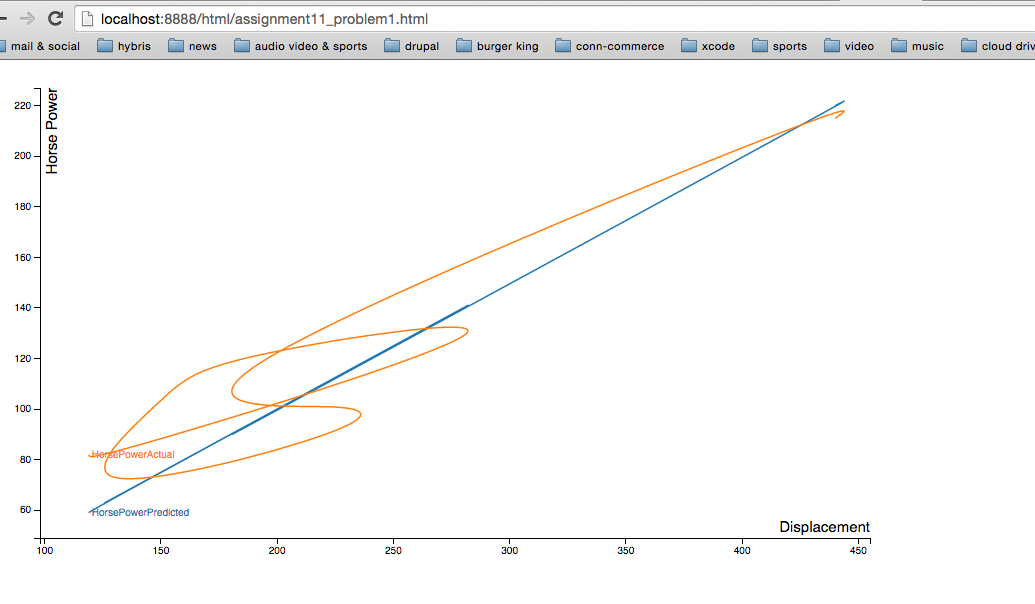 localhost:8888/html/assignment11_problem1.html
mail & social hybris news audio video & sports drupal burger king conn-commerce xcode sports video music cloud driv
Horse Power
220
200
180
160
140
120
100
80
60
HorsePowerActual
HorsePowerPredicted
Displacement
100 150 200 250 300 350 400 450